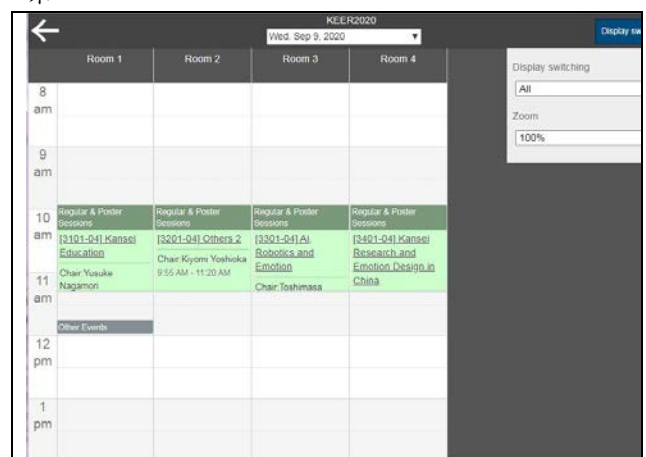 KEER2020
Wed. Sep 9, 2020
Display sw
Room 1 Room 2 Room 3 Room 4
Display switching
All
Zoom
100%
8
am
9
am
10
am
11
am
12
pm
1
pm
Regular & Poster
Sessions
[3101-04] Kansei
Education
Chair:Yusuke
Nagamori
Regular & Poster
Sessions
[3201-04] Others 2
Chair:Kiyomi Yoshioka
9:55 AM - 11:20 AM
Regular & Poster
Sessions
[3301-04] AI,
Robotics and
Emotion
Chair:Toshimasa
Regular & Poster
Sessions
[3401-04] Kansei
Research and
Emotion Design in
China
Other Events